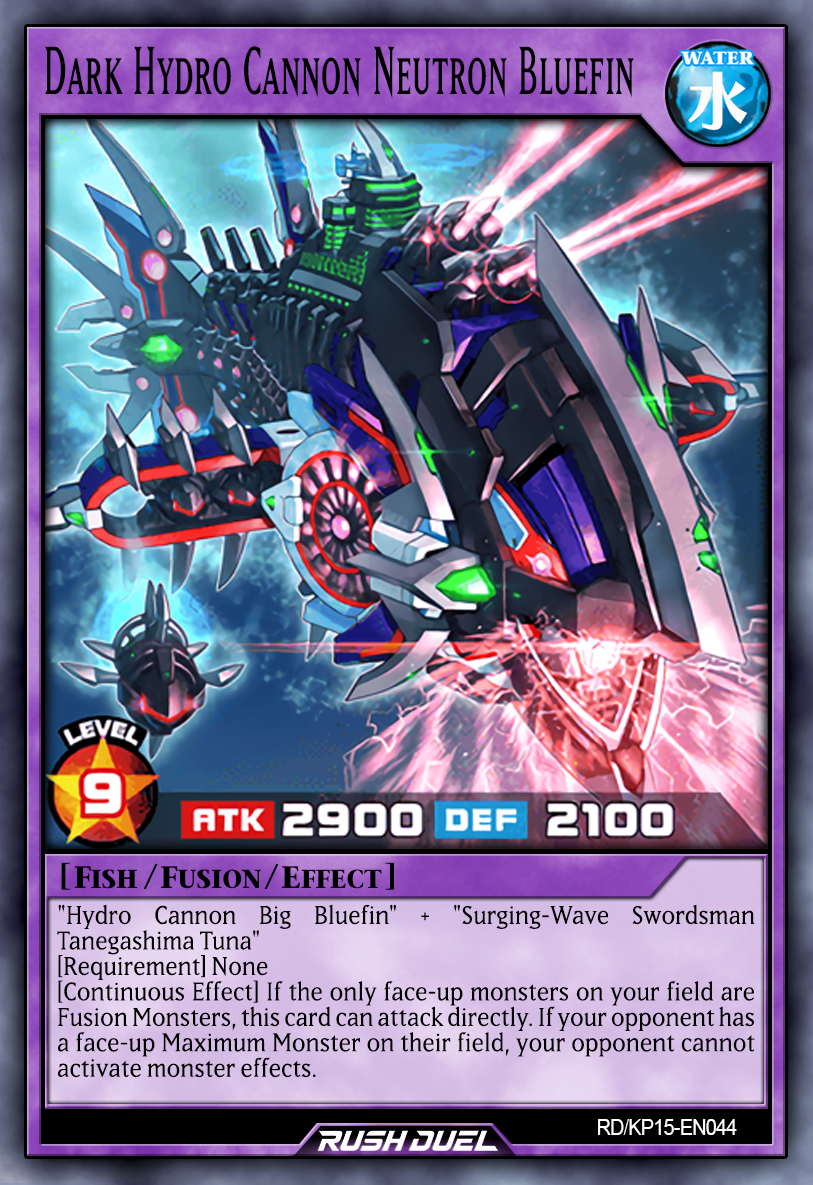 Dark Hydro Cannon Neutron Bluefin
WATER
水
LEVEL
9
ATK 2900 DEF 2100
[Fish/Fusion/Effect]
"Hydro Cannon Big Bluefin" + "Surging-Wave Swordsman
Tanegashima Tuna"
[Requirement] None
[Continuous Effect] If the only face-up monsters on your field are
Fusion Monsters, this card can attack directly. If your opponent has
a face-up Maximum Monster on their field, your opponent cannot
activate monster effects.
RD/KP15-EN044
RUSH DUEL